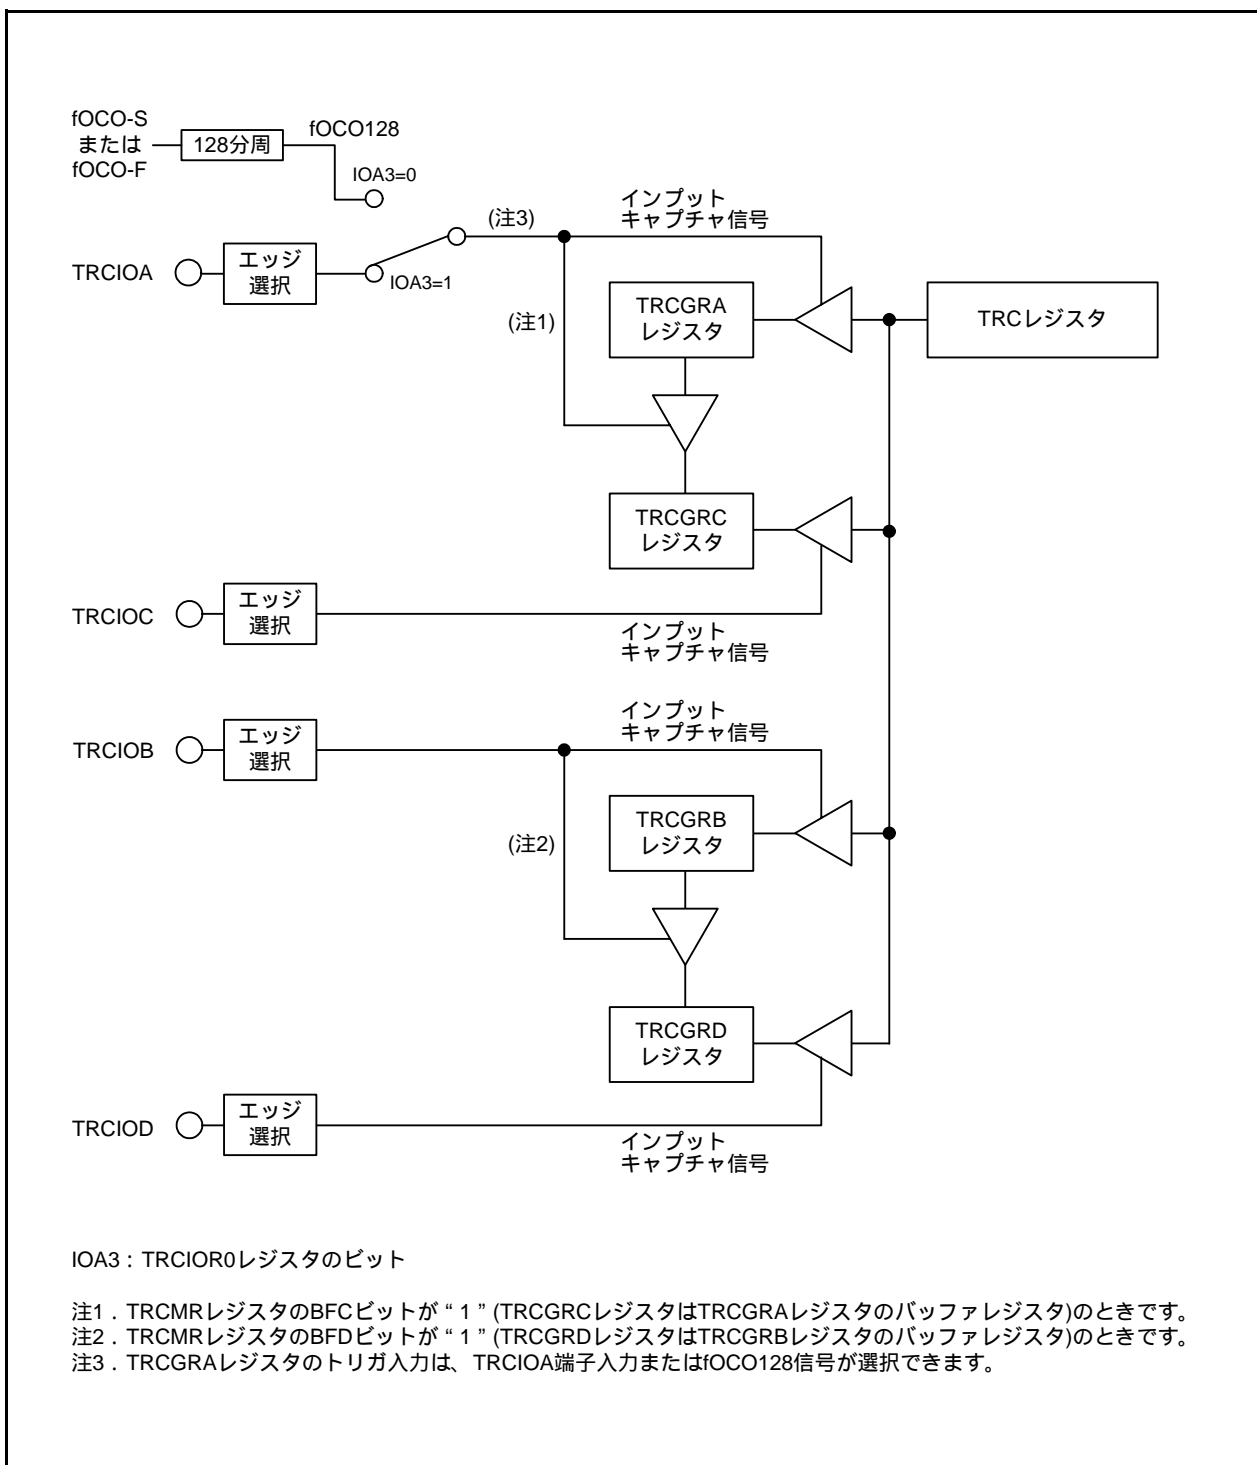 fOCO-S
または
fOCO-F
128分周
fOCO128
IOA3=0
TRCIOA
エッジ
選択
IOA3=1
(注3)
インプット
キャプチャ信号
(注1)
TRCGRA
レジスタ
TRCレジスタ
TRCGRC
レジスタ
TRCIOC
エッジ
選択
インプット
キャプチャ信号
TRCIOB
エッジ
選択
インプット
キャプチャ信号
(注2)
TRCGRB
レジスタ
TRCGRD
レジスタ
TRCIOD
エッジ
選択
インプット
キャプチャ信号
IOA3:TRCIOR0レジスタのビット
注1.TRCMRレジスタのBFCビットが“1”(TRCGRCレジスタはTRCGRAレジスタのバッファレジスタ)のときです。
注2.TRCMRレジスタのBFDビットが“1”(TRCGRDレジスタはTRCGRBレジスタのバッファレジスタ)のときです。
注3.TRCGRAレジスタのトリガ入力は、TRCIOA端子入力またはfOCO128信号が選択できます。